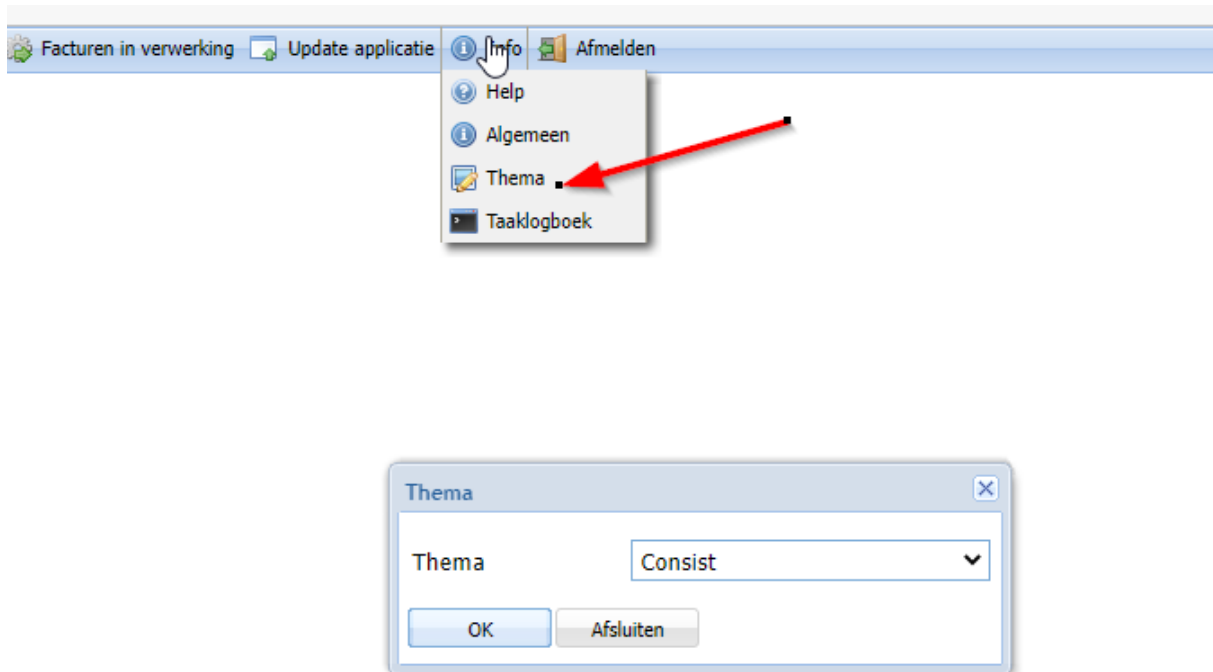 Facturen in verwerking Update applicatie Info Afmelden
Help
Algemeen
Thema
Taaklogboek
Thema
Thema Consist
OK Afsluiten